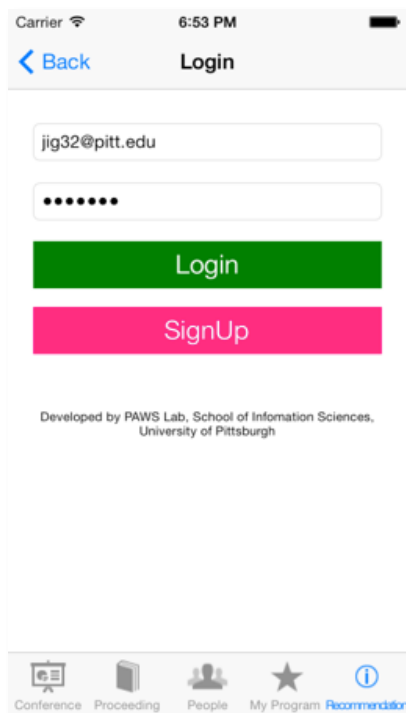 Carrier 6:53 PM
Back Login
jig32@pitt.edu
•••••••
Login
SignUp
Developed by PAWS Lab, School of Infomation Sciences,
University of Pittsburgh
Conference Proceeding People My Program Recommendation